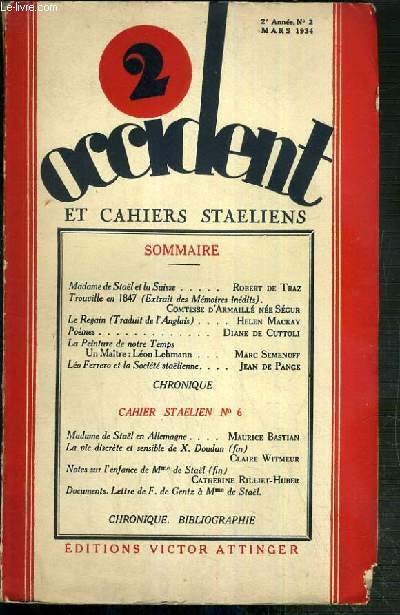 Le-livre.com
2e Année. No 2
MARS 1934
2
occident
ET CAHIERS STAELIENS
SOMMAIRE
Madame de Staël et la Suisse . . . . . ROBERT DE TRAZ
Trouville en 1847 (Extrait des Mémoires inédits).
COMTESSE D'ARMAILLÉ NÉE SÉGUR
Le Regain (Traduit de l'Anglais) . . . . HELEN MACKAY
Poèmes . . . . . . . . . . . DIANE DE CUTTOLI
La Peinture de notre Temps
Un Maître : Léon Lehmann . . . . MARC SEMENOFF
Léo Ferrero et la Société staëlienne. . . . JEAN DE PANGE
CHRONIQUE
CAHIER STAELIEN No 6
Madame de Staël en Allemagne . . . . MAURICE BASTIAN
La vie discrète et sensible de X. Doudan (fin)
CLAIRE WITMEUR
Notes sur l'enfance de Mme de Staël (fin)
CATHERINE RILLIET-HUBER
Documents. Lettre de F. de Gentz à Mme de Staël.
CHRONIQUE. BIBLIOGRAPHIE
EDITIONS VICTOR ATTINGER